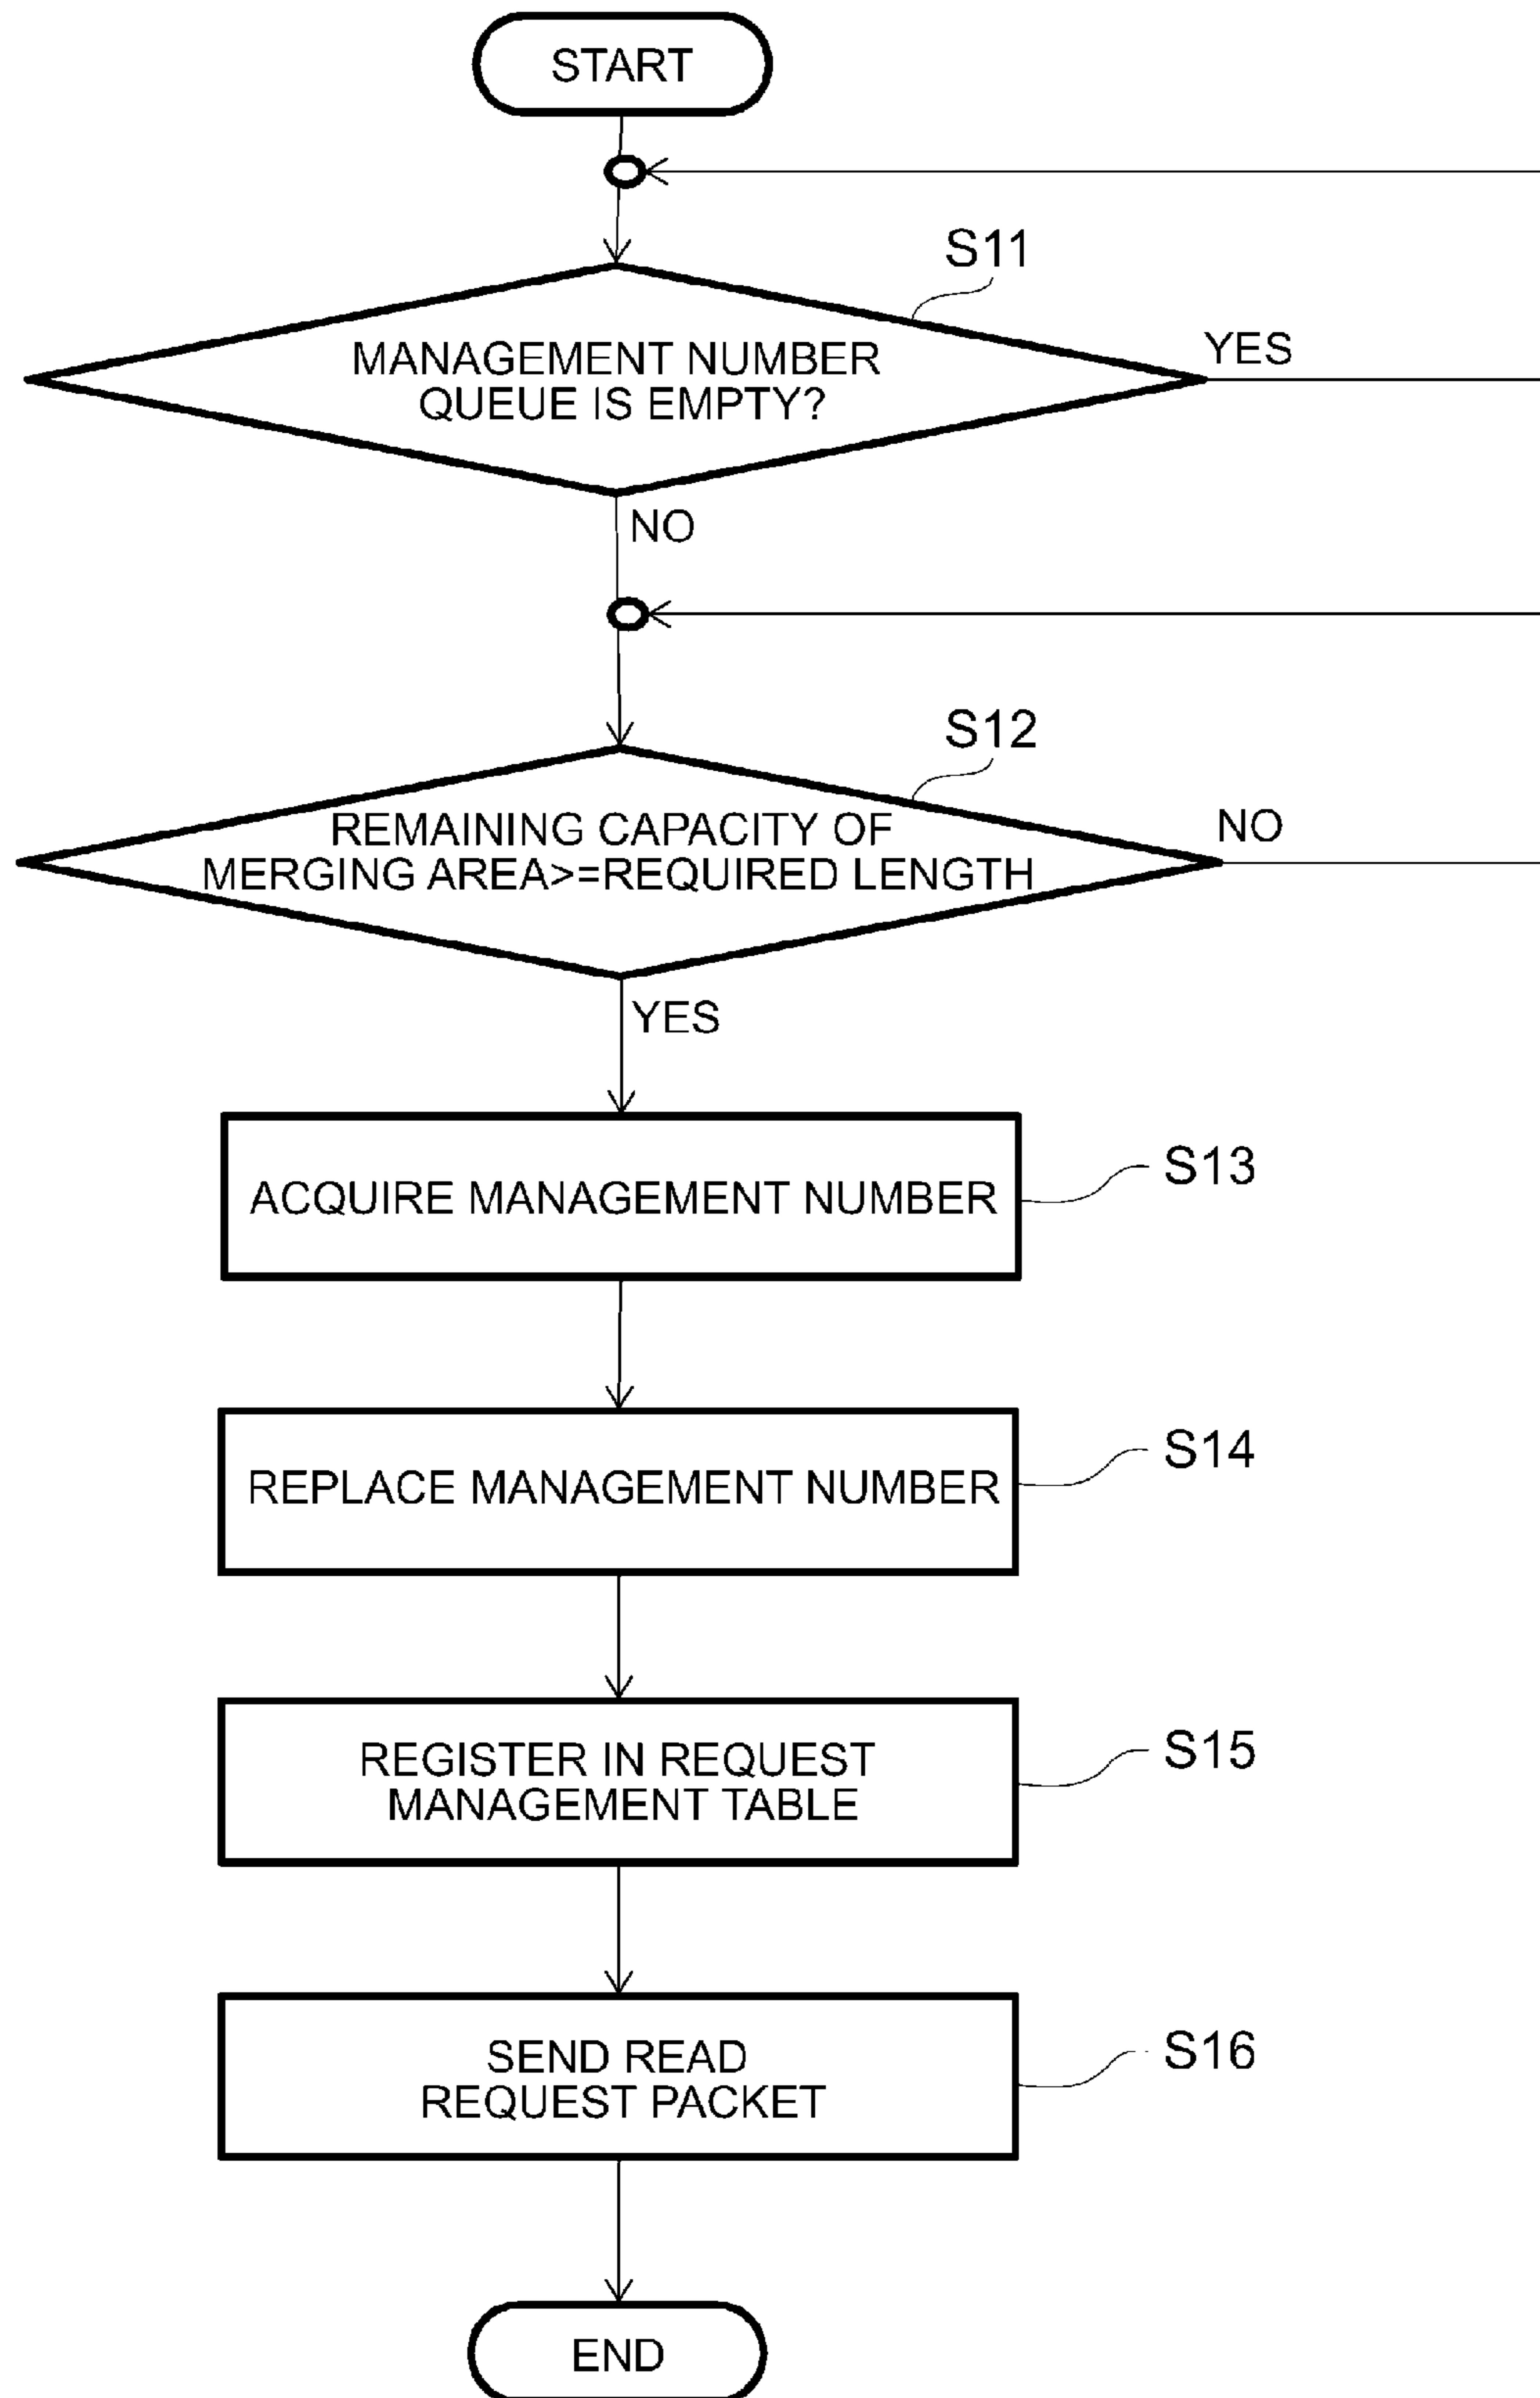 START
S11
MANAGEMENT NUMBER
QUEUE IS EMPTY?
YES
NO
S12
REMAINING CAPACITY OF
MERGING AREA>=REQUIRED LENGTH
NO
YES
ACQUIRE MANAGEMENT NUMBER
S13
REPLACE MANAGEMENT NUMBER
S14
REGISTER IN REQUEST
MANAGEMENT TABLE
S15
SEND READ
REQUEST PACKET
S16
END